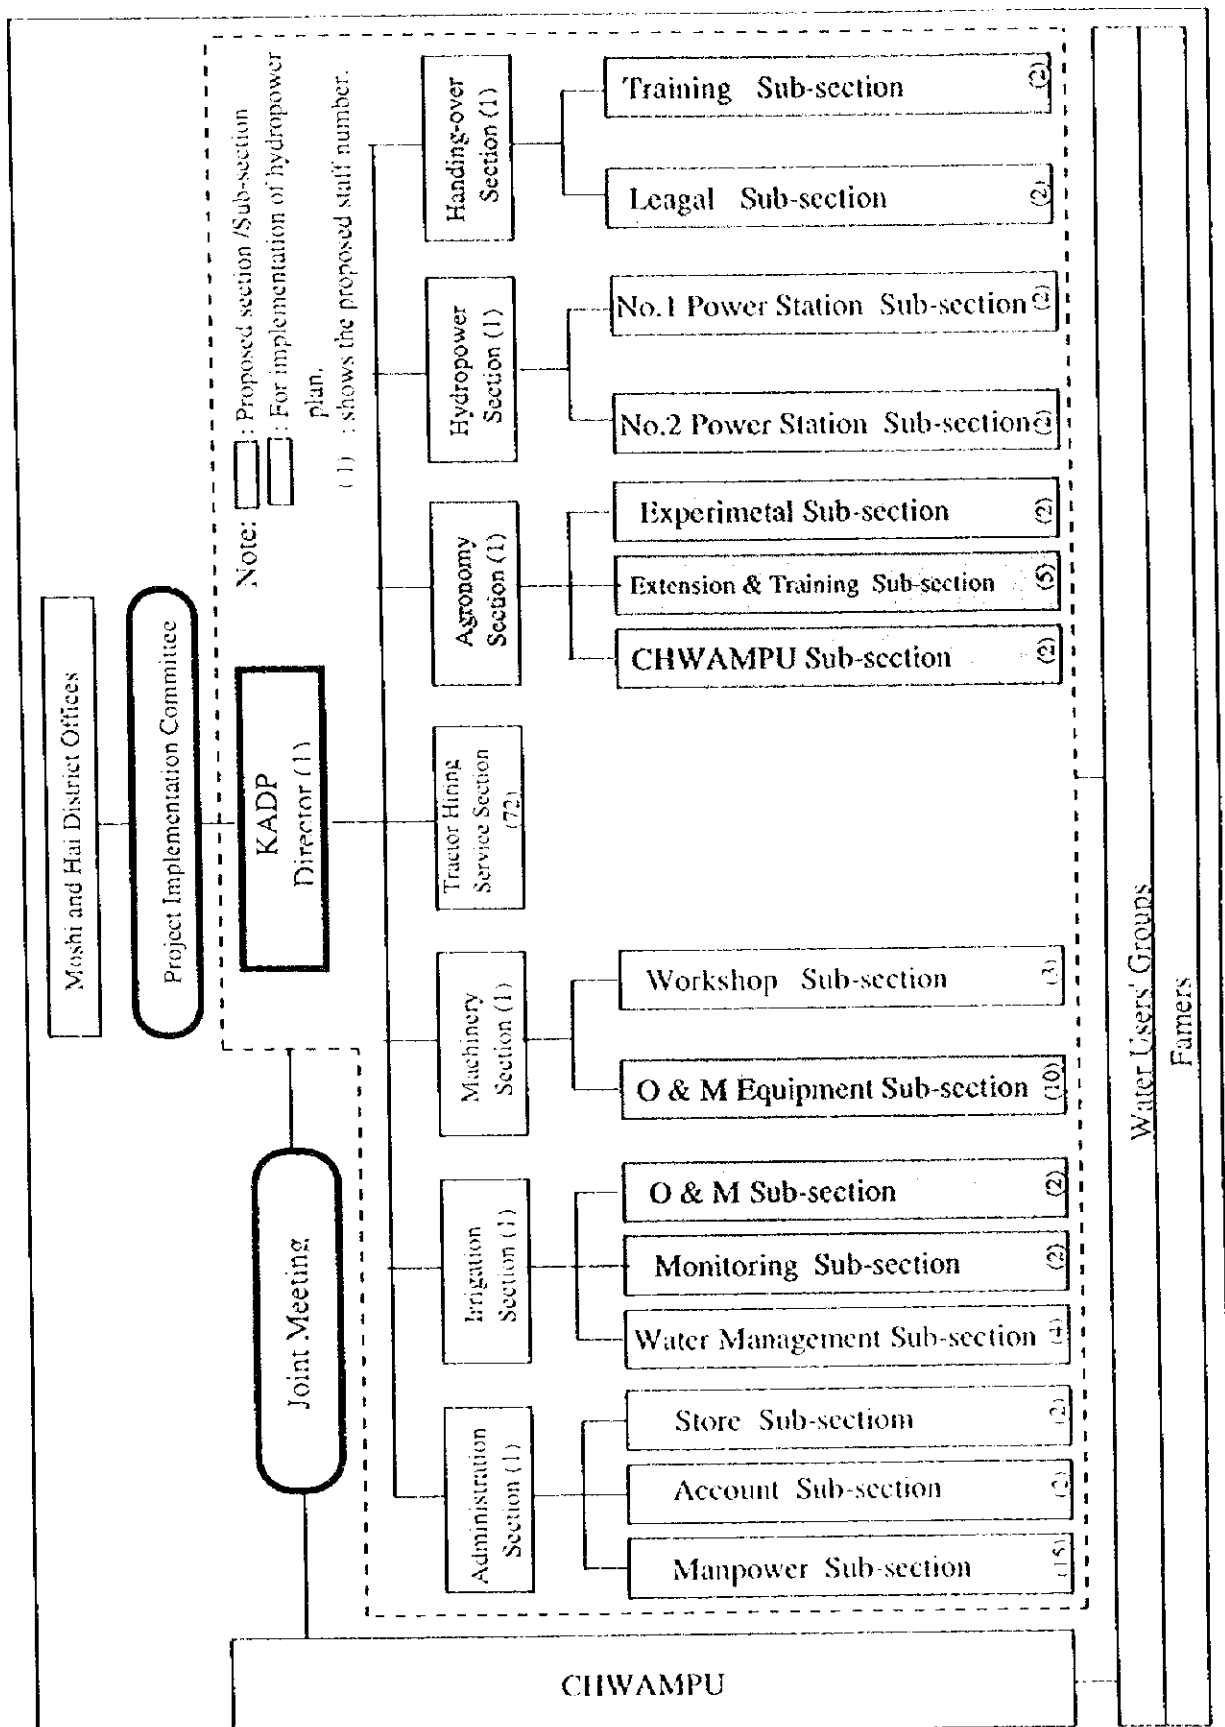 Moshi and Hai District Offices
Project Implementation Committee
KADP
Director (1)
Joint Meeting
Note:
: Proposed section /Sub-section
: For implementation of hydropower
plan.
(1) : shows the proposed staff number.
Administration
Section (1)
Irrigation
Section (1)
Machinery
Section (1)
Tractor Hiring
Service Section
(72)
Agronomy
Section (1)
Hydropower
Section (1)
Handing-over
Section (1)
Manpower Sub-section (15)
Account Sub-section (2)
Store Sub-sectiom (2)
Water Management Sub-section (4)
Monitoring Sub-section (2)
O & M Sub-section (2)
O & M Equipment Sub-section (10)
Workshop Sub-section (3)
CHWAMPU Sub-section (2)
Extension & Training Sub-section (5)
Experimetal Sub-section (2)
No.2 Power Station Sub-section
No.1 Power Station Sub-section (2)
Leagal Sub-section (2)
Training Sub-section (2)
CHWAMPU
Water Users' Groups
Famers